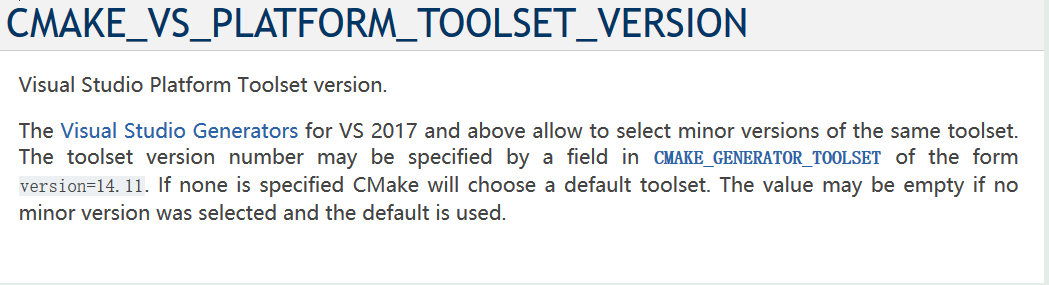 CMAKE_VS_PLATFORM_TOOLSET_VERSION
Visual Studio Platform Toolset version.
The Visual Studio Generators for VS 2017 and above allow to select minor versions of the same toolset.
The toolset version number may be specified by a field in CMAKE_GENERATOR_TOOLSET of the form
version=14.11. If none is specified CMake will choose a default toolset. The value may be empty if no
minor version was selected and the default is used.